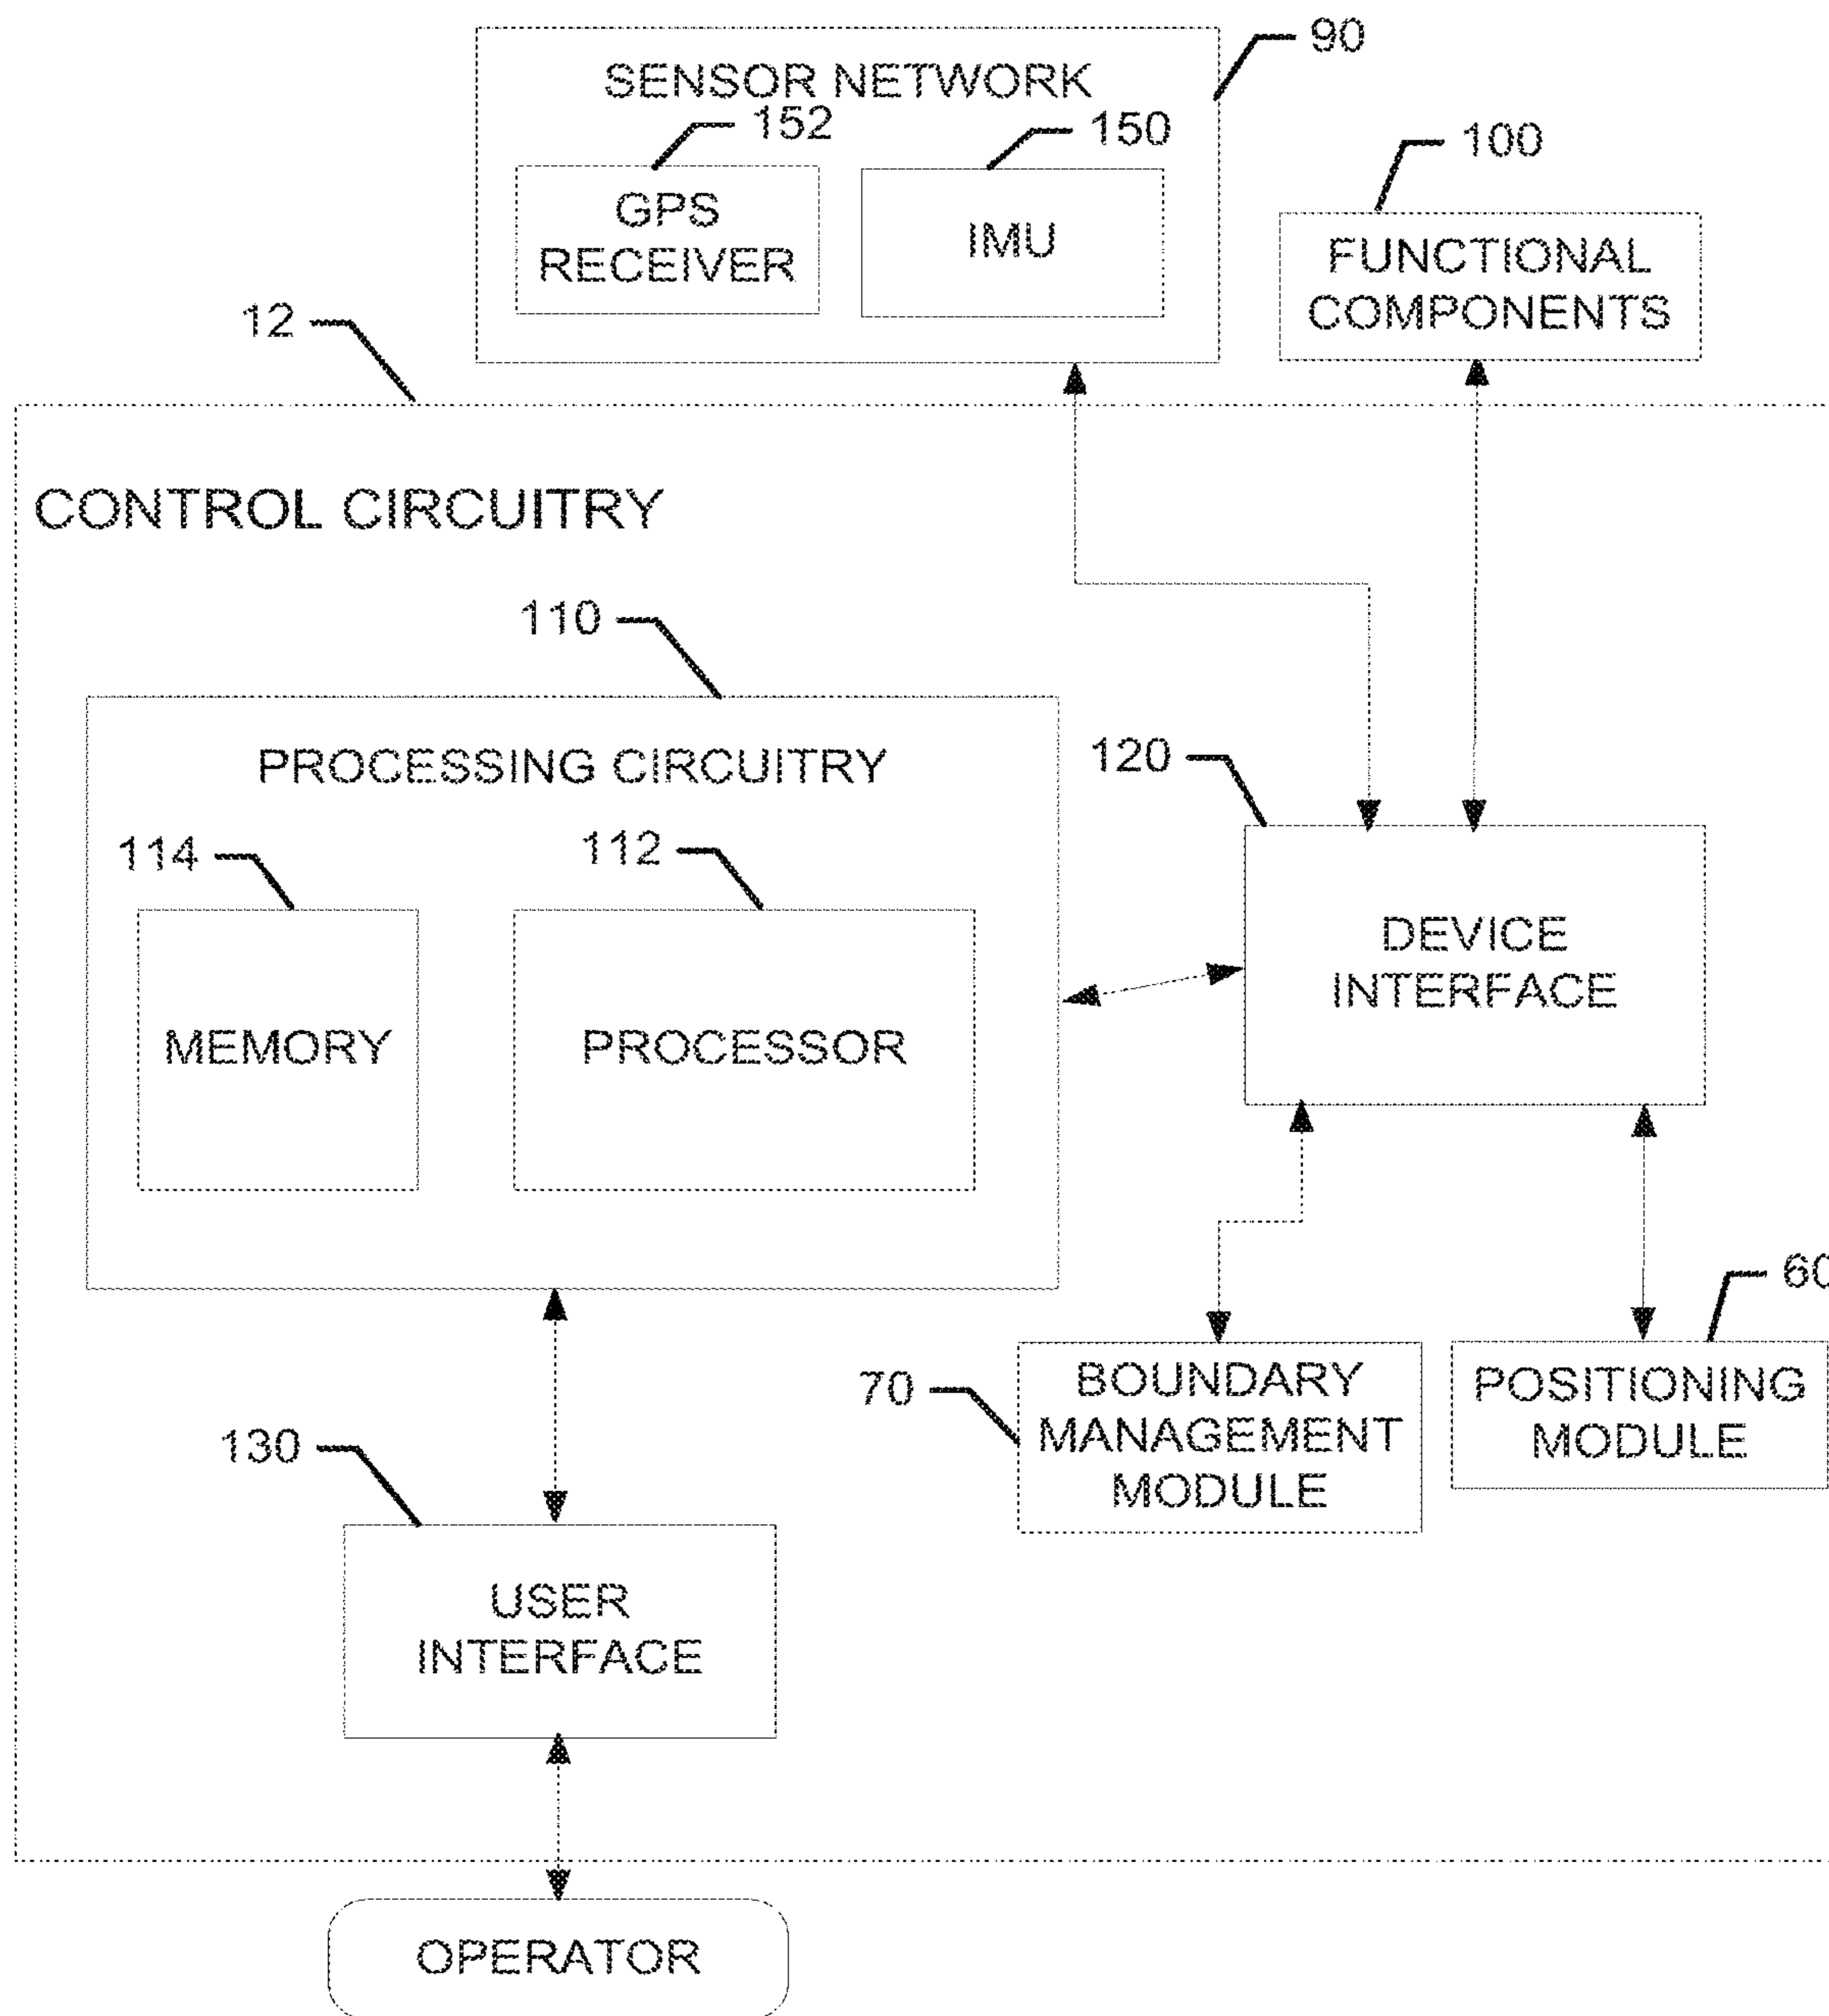 90
SENSOR NETWORK
152
150
100
GPS
RECEIVER
IMU
FUNCTIONAL
COMPONENTS
12
CONTROL CIRCUITRY
110
PROCESSING CIRCUITRY
120
114
112
DEVICE
INTERFACE
MEMORY
PROCESSOR
60
70
BOUNDARY
MANAGEMENT
MODULE
POSITIONING
MODULE
130
USER
INTERFACE
OPERATOR